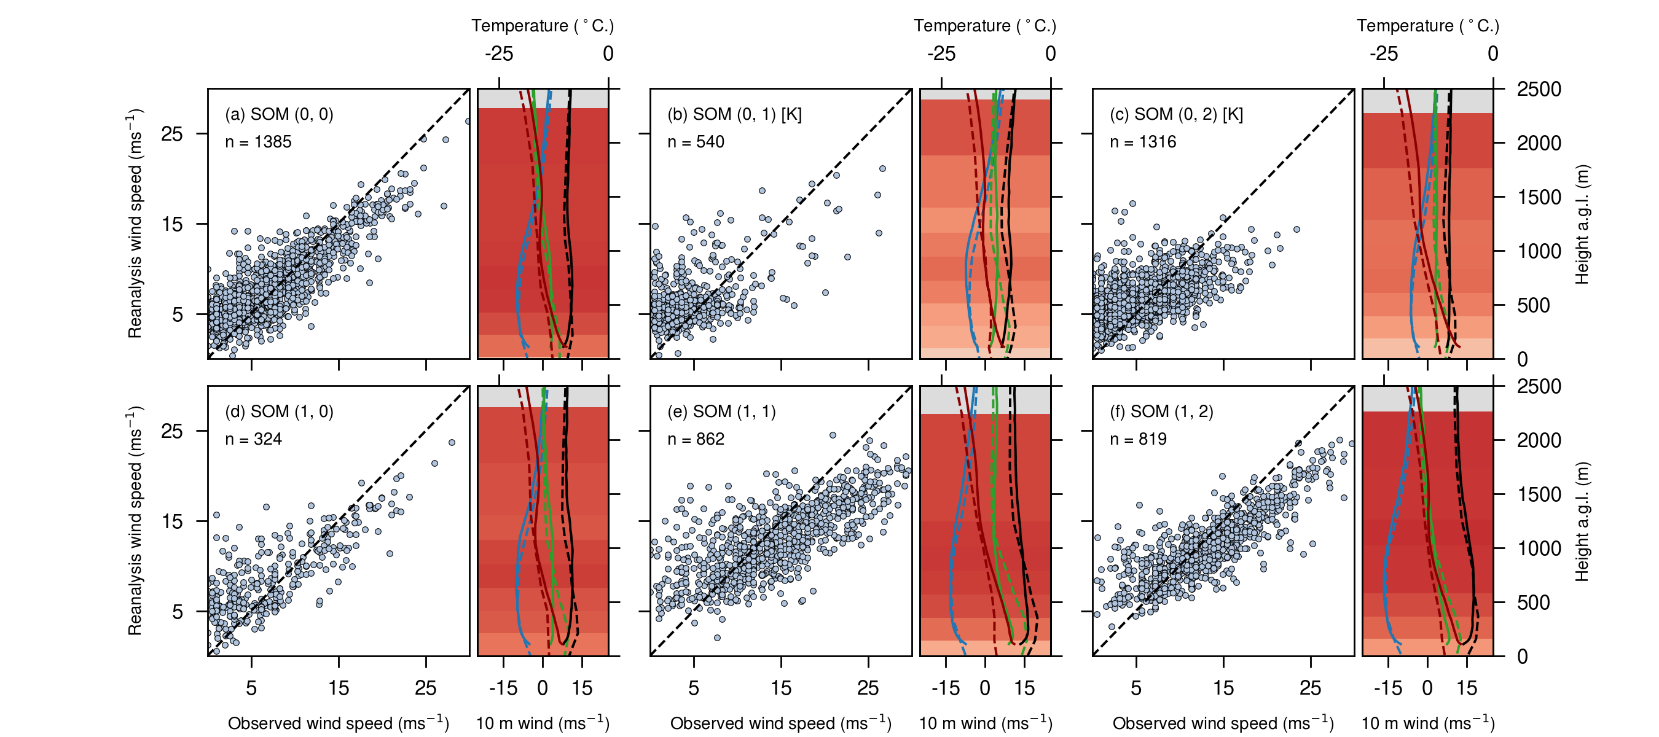 Temperature (°C.) Temperature (°C.) Temperature (°C.)
-25 0 -25 0 -25 0
(a) SOM (0, 0)
n = 1385
(b) SOM (0, 1) [K]
n = 540
(c) SOM (0, 2) [K]
n = 1316
Reanalysis wind speed (ms⁻¹)
25
15
5
2500
2000
1500
1000
500
0
Height a.g.l. (m)
(d) SOM (1, 0)
n = 324
(e) SOM (1, 1)
n = 862
(f) SOM (1, 2)
n = 819
Reanalysis wind speed (ms⁻¹)
25
15
5
2500
2000
1500
1000
500
0
Height a.g.l. (m)
5 15 25 -15 0 15 5 15 25 -15 0 15 5 15 25 -15 0 15
Observed wind speed (ms⁻¹) 10 m wind (ms⁻¹) Observed wind speed (ms⁻¹) 10 m wind (ms⁻¹) Observed wind speed (ms⁻¹) 10 m wind (ms⁻¹)